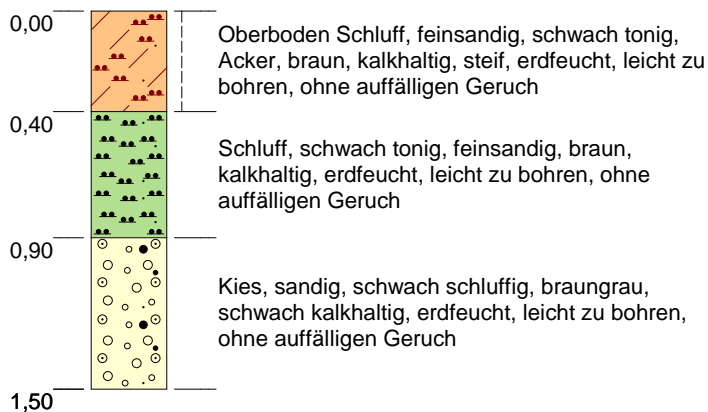 0,00
Oberboden Schluff, feinsandig, schwach tonig,
Acker, braun, kalkhaltig, steif, erdfeucht, leicht zu
bohren, ohne auffälligen Geruch
0,40
Schluff, schwach tonig, feinsandig, braun,
kalkhaltig, erdfeucht, leicht zu bohren, ohne
auffälligen Geruch
0,90
Kies, sandig, schwach schluffig, braungrau,
schwach kalkhaltig, erdfeucht, leicht zu bohren,
ohne auffälligen Geruch
1,50